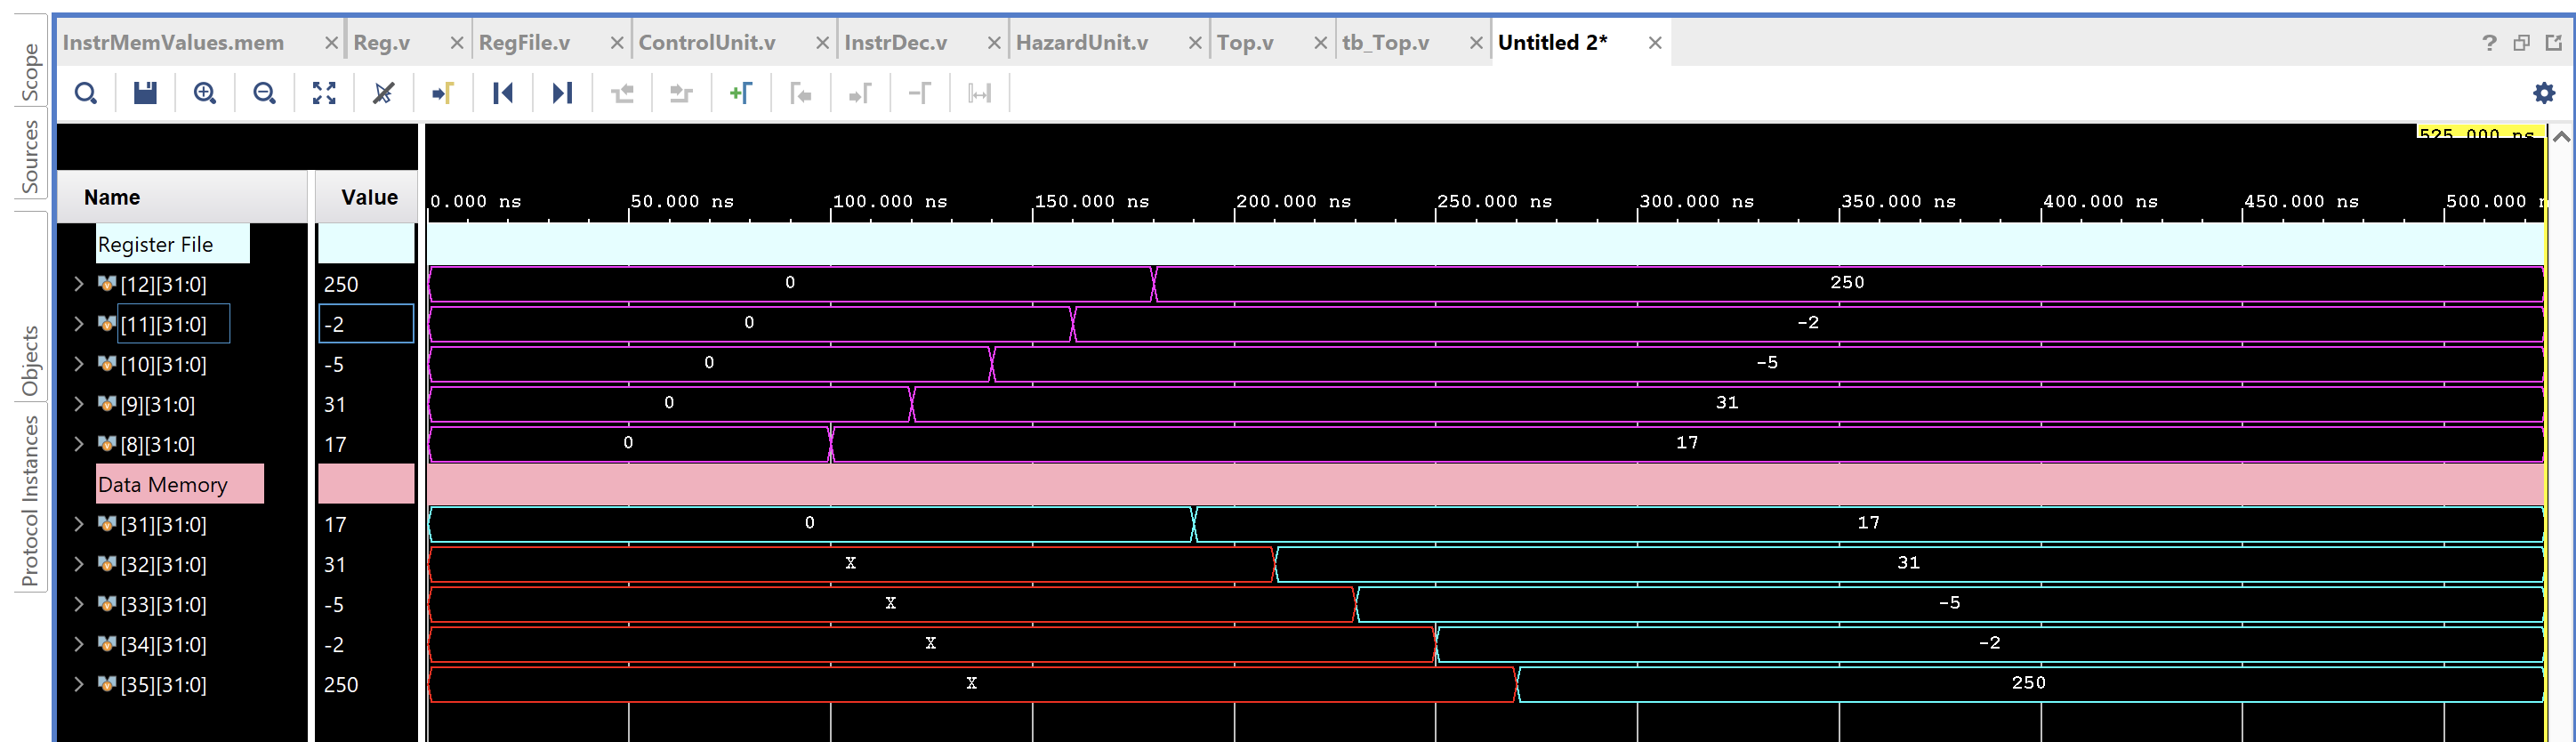 InstrMemValues.mem Reg.v RegFile.v ControlUnit.v InstrDec.v HazardUnit.v Top.v tb_Top.v Untitled 2*
Scope
Sources
Objects
Protocol Instances
525.000 ns
Name Value 0.000 ns 50.000 ns 100.000 ns 150.000 ns 200.000 ns 250.000 ns 300.000 ns 350.000 ns 400.000 ns 450.000 ns 500.000
Register File
[12][31:0] 250 0 250
[11][31:0] -2 0 -2
[10][31:0] -5 0 -5
[9][31:0] 31 0 31
[8][31:0] 17 0 17
Data Memory
[31][31:0] 17 0 17
[32][31:0] 31 X 31
[33][31:0] -5 X -5
[34][31:0] -2 X -2
[35][31:0] 250 X 250